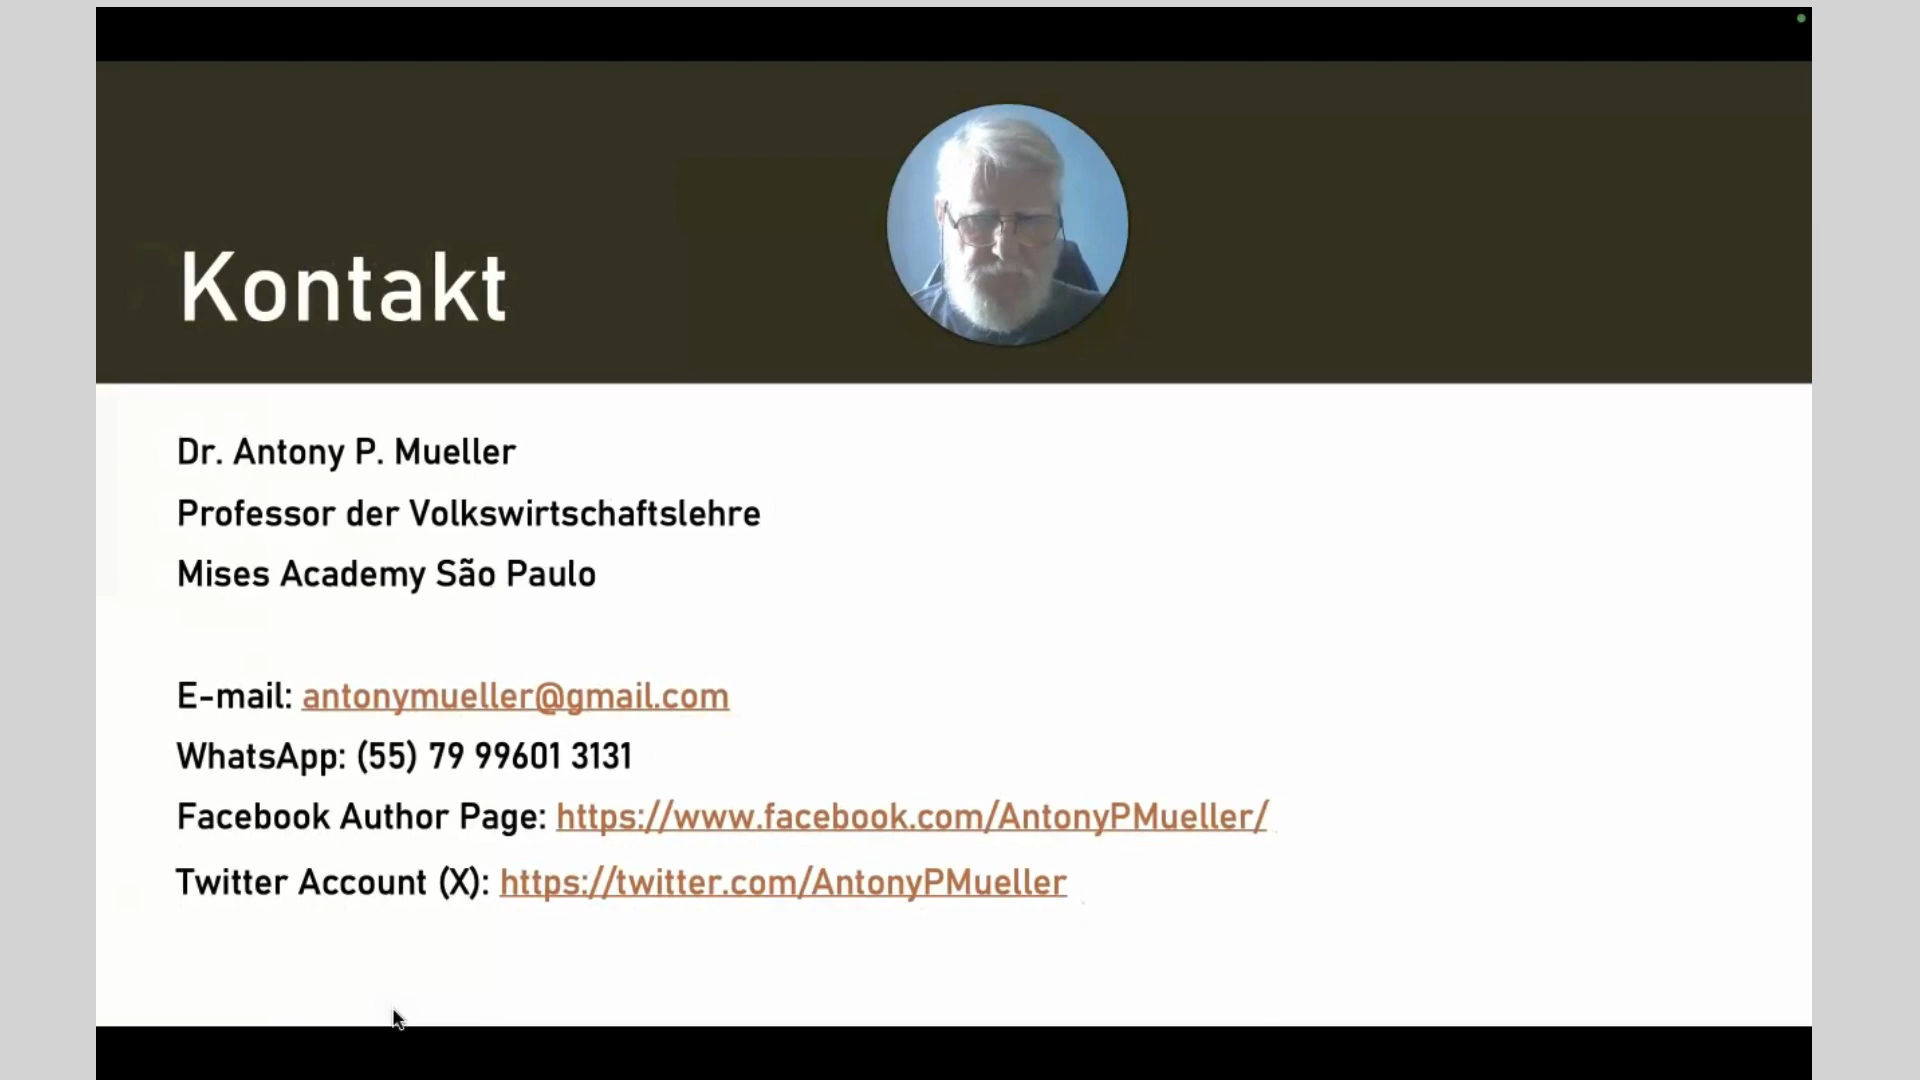 Kontakt
Dr. Antony P. Mueller
Professor der Volkswirtschaftslehre
Mises Academy São Paulo
E-mail: antonymueller@gmail.com
WhatsApp: (55) 79 99601 3131
Facebook Author Page: https://www.facebook.com/AntonyPMueller/
Twitter Account (X): https://twitter.com/AntonyPMueller